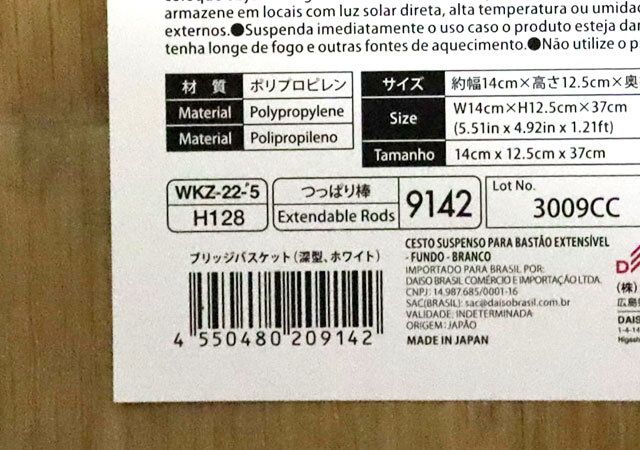 armazene em locais com luz solar direta, alta temperatura ou umidad
externos.●Suspenda imediatamente o uso caso o produto esteja dan
tenha longe de fogo e outras fontes de aquecimento.●Não utilize o p
材 質 ポリプロピレン
Material Polypropylene
Material Polipropileno
サイズ 約幅14cm×高さ12.5cm×奥
Size W14cm×H12.5cm×37cm
(5.51in x 4.92in x 1.21ft)
Tamanho 14cm x 12.5cm x 37cm
WKZ-22-'5
H128
つっぱり棒
Extendable Rods
9142
Lot No.
3009CC
ブリッジバスケット（深型、ホワイト）
4 550480 209142
CESTO SUSPENSO PARA BASTÃO EXTENSÍVEL
- FUNDO - BRANCO
IMPORTADO PARA BRASIL POR:
DAISO BRASIL COMÉRCIO E IMPORTAÇÃO LTDA.
CNPJ: 14.987.685/0001-16
SAC(BRASIL): sac@daisobrasil.com.br
VALIDADE: INDETERMINADA
ORIGEM: JAPÃO
MADE IN JAPAN
D
(株)
広島
DAIS
1-4-14
Higash